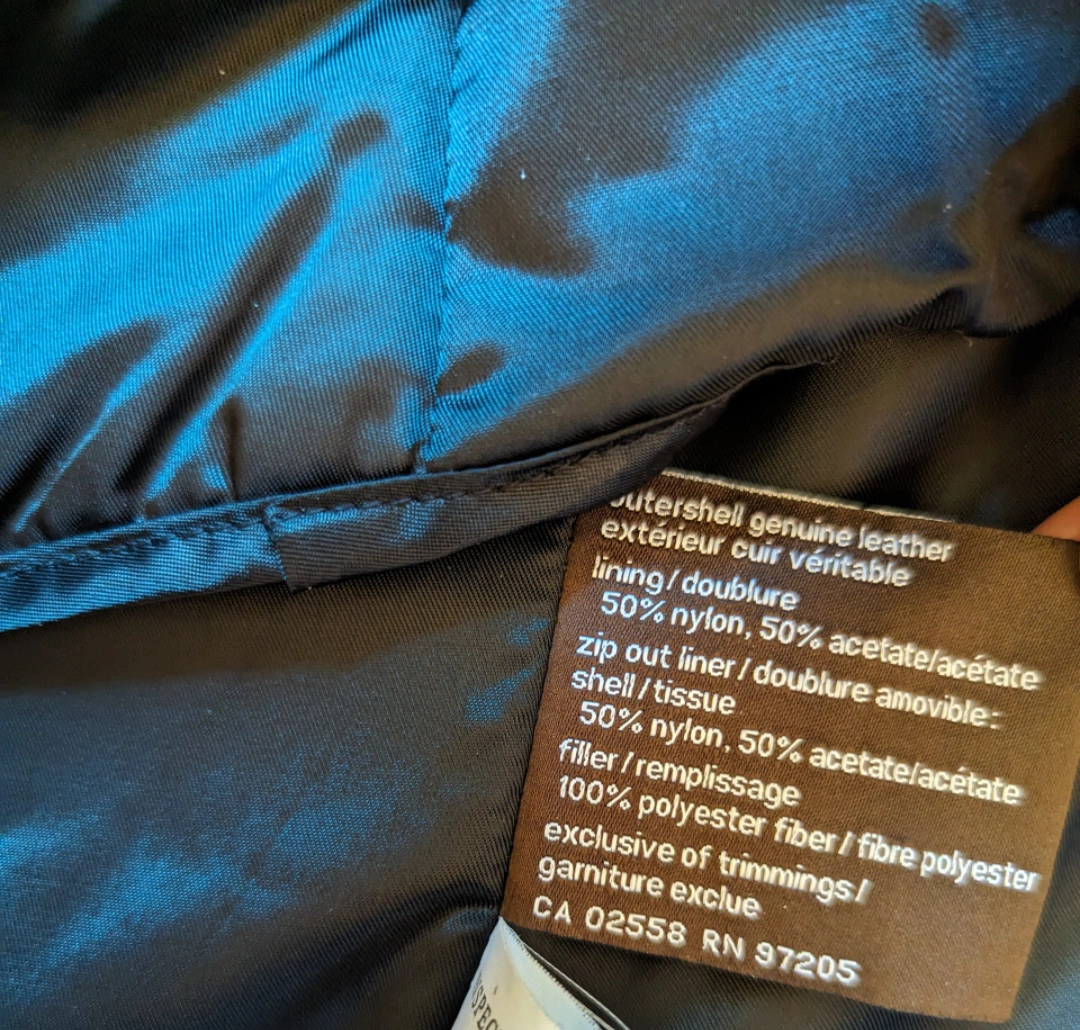 outershell genuine leather
extérieur cuir véritable
lining/doublure
50% nylon, 50% acetate/acétate
zip out liner/doublure amovible:
shell/tissue
50% nylon, 50% acetate/acétate
filler/remplissage
100% polyester fiber/fibre polyester
exclusive of trimmings/
garniture exclue
CA 02558 RN 97205